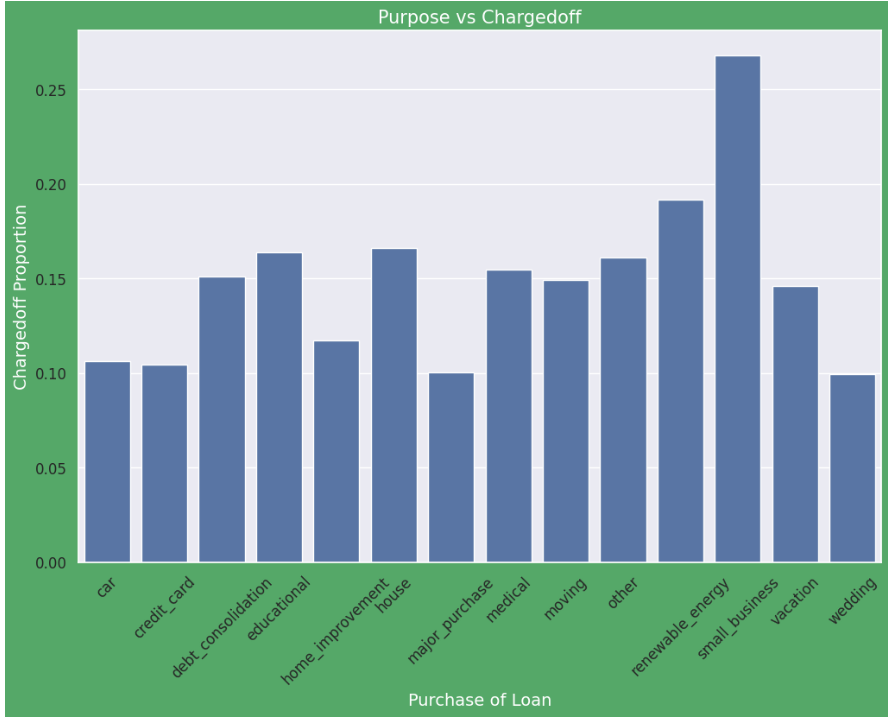 Purpose vs Chargedoff
Chargedoff Proportion
0.25
0.20
0.15
0.10
0.05
0.00
car
credit_card
debt_consolidation
educational
home_improvement
house
major_purchase
medical
moving
other
renewable_energy
small_business
vacation
wedding
Purchase of Loan